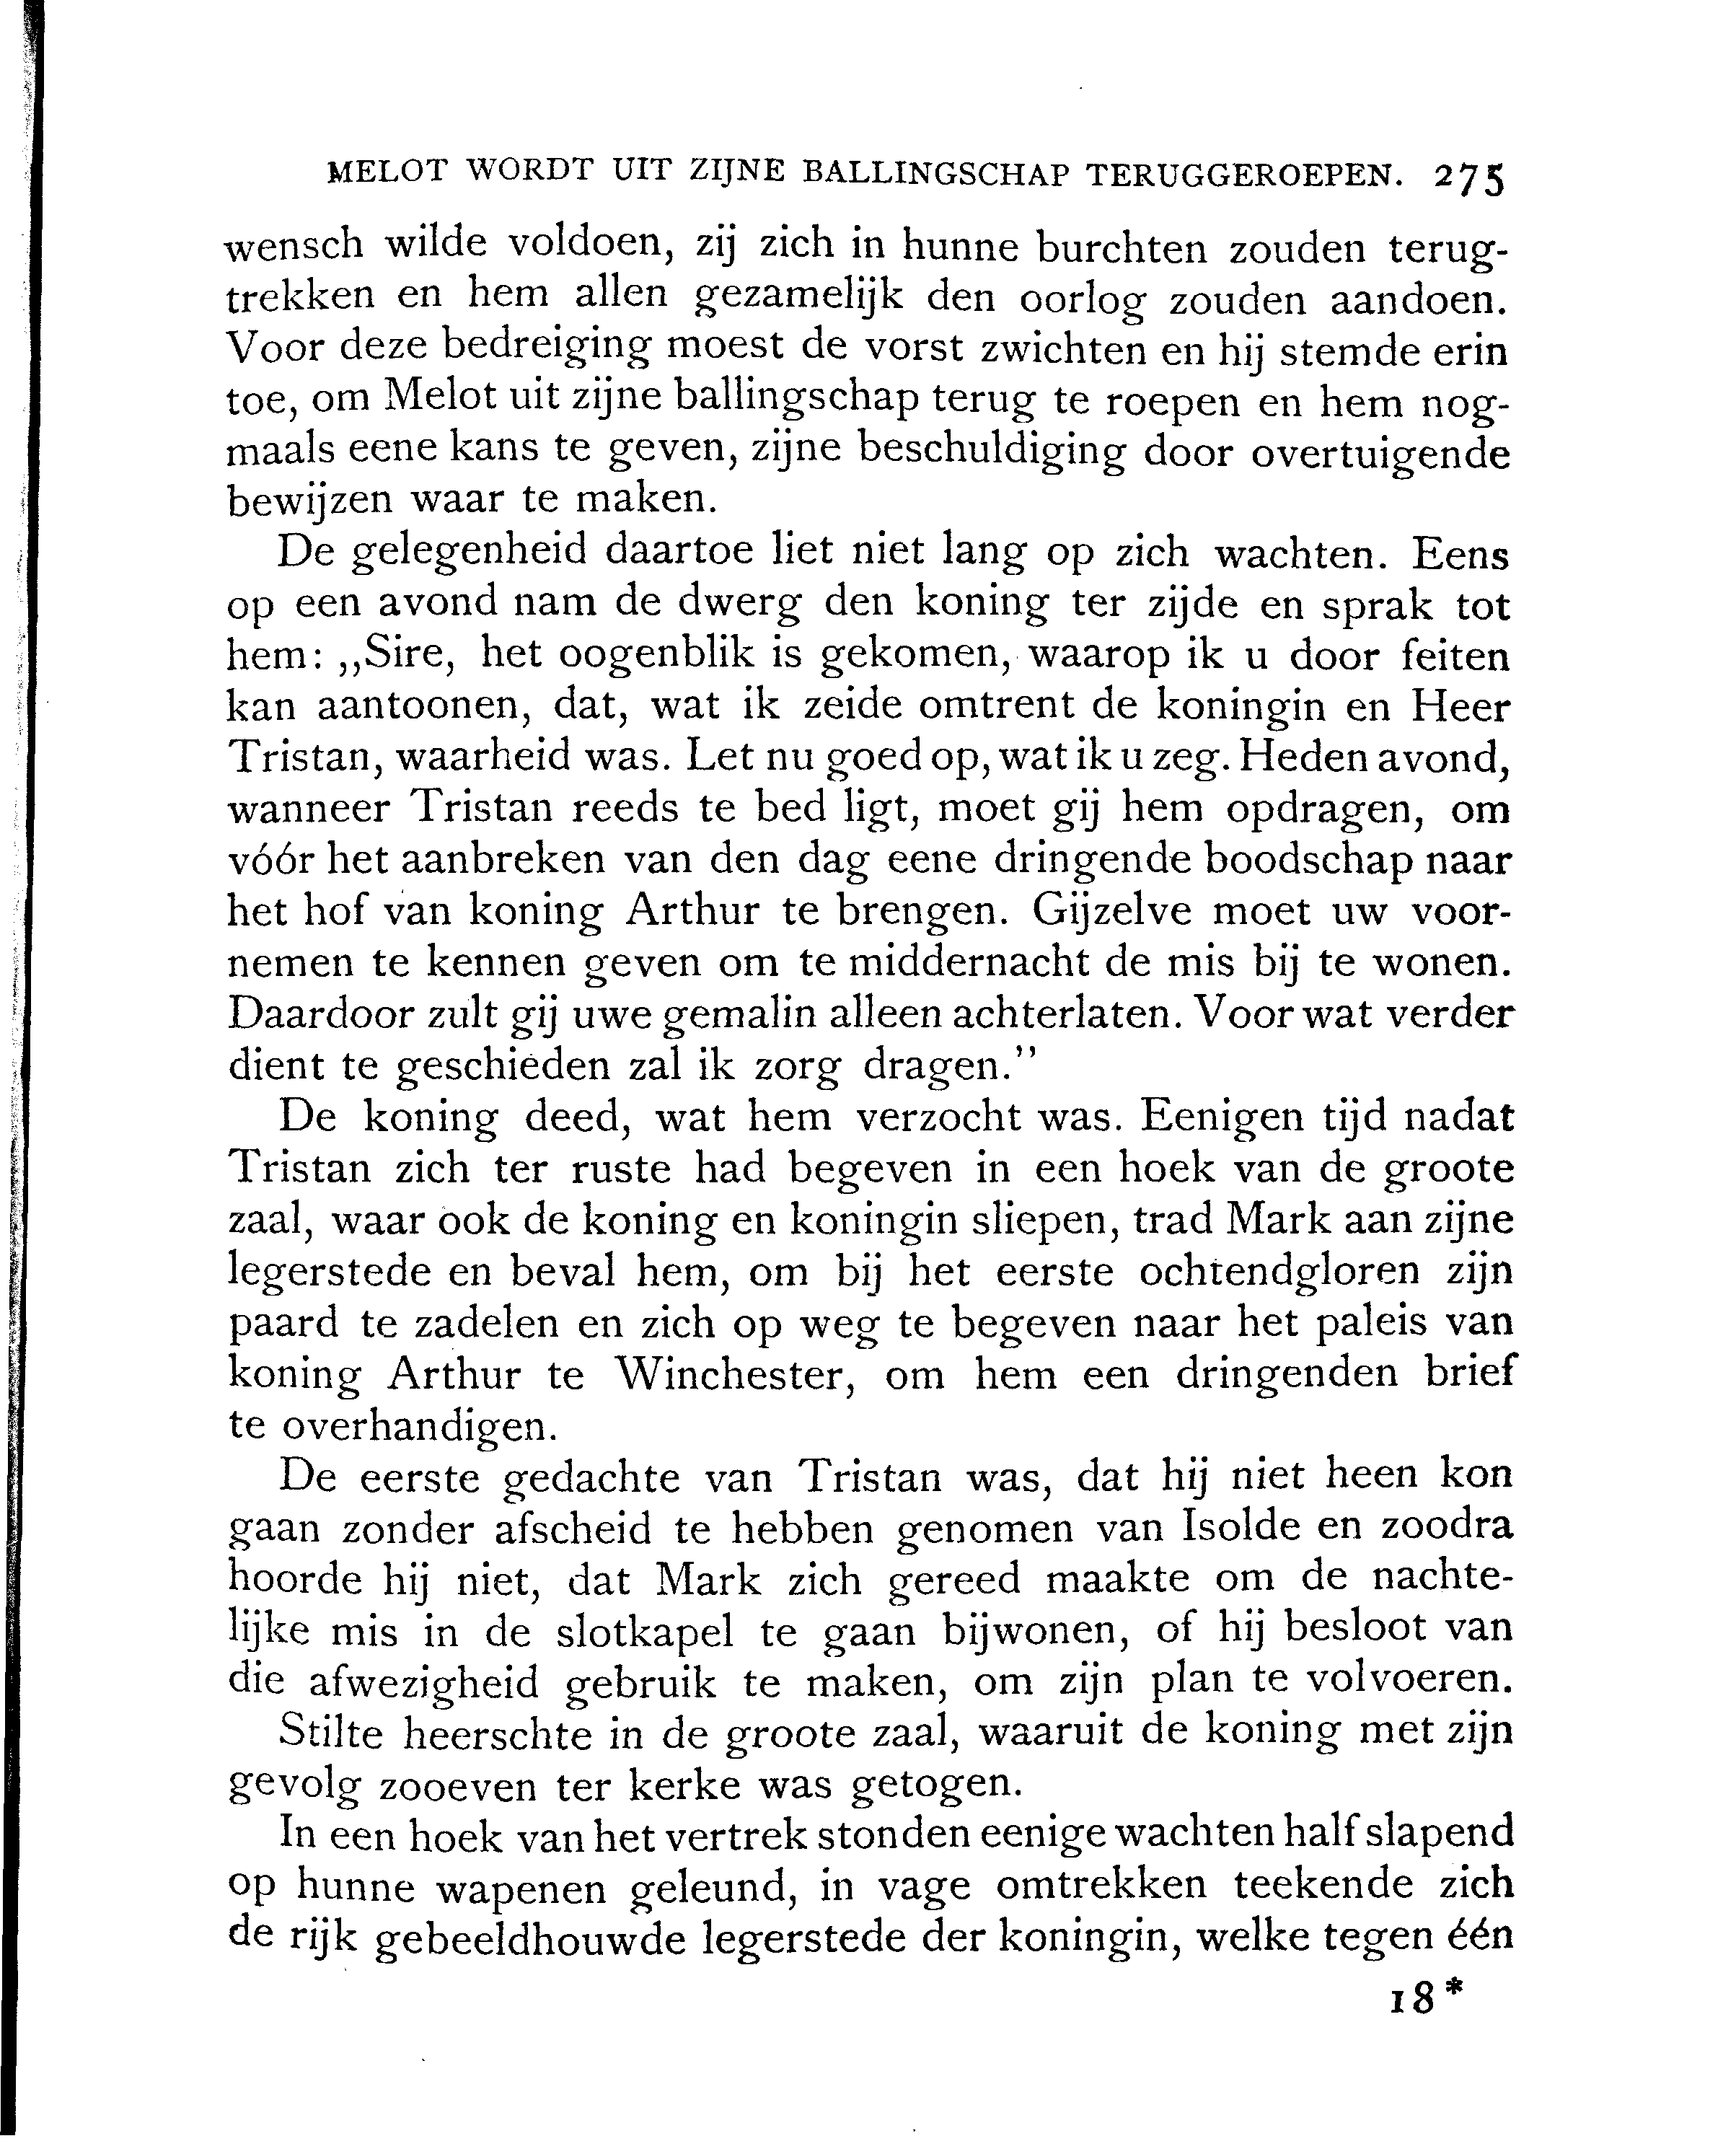 MELOT WORDT UIT ZIJNE BALLINGSCHAP TERUGGEROEPEN. 275
wensch wilde voldoen, zij zich in hunne burchten zouden terug-
trekken en hem allen gezamelijk den oorlog zouden aandoen.
Voor deze bedreiging moest de vorst zwichten en hij stemde erin
toe, om Melot uit zijne ballingschap terug te roepen en hem nog-
maals eene kans te geven, zijne beschuldiging door overtuigende
bewijzen waar te maken.
De gelegenheid daartoe liet niet lang op zich wachten. Eens
op een avond nam de dwerg den koning ter zijde en sprak tot
hem: ,,Sire, het oogenblik is gekomen, waarop ik u door feiten
kan aantoonen, dat, wat ik zeide omtrent de koningin en Heer
Tristan, waarheid was. Let nu goed op, wat ik u zeg. Heden avond,
wanneer Tristan reeds te bed ligt, moet gij hem opdragen, om
vóór het aanbreken van den dag eene dringende boodschap naar
het hof van koning Arthur te brengen. Gijzelve moet uw voor-
nemen te kennen geven om te middernacht de mis bij te wonen.
Daardoor zult gij uwe gemalin alleen achterlaten. Voor wat verder
dient te geschieden zal ik zorg dragen.”
De koning deed, wat hem verzocht was. Eenigen tijd nadat
Tristan zich ter ruste had begeven in een hoek van de groote
zaal, waar ook de koning en koningin sliepen, trad Mark aan zijne
legerstede en beval hem, om bij het eerste ochtendgloren zijn
paard te zadelen en zich op weg te begeven naar het paleis van
koning Arthur te Winchester, om hem een dringenden brief
te overhandigen.
De eerste gedachte van Tristan was, dat hij niet heen kon
gaan zonder afscheid te hebben genomen van Isolde en zoodra
hoorde hij niet, dat Mark zich gereed maakte om de nachte-
lijke mis in de slotkapel te gaan bijwonen, of hij besloot van
die afwezigheid gebruik te maken, om zijn plan te volvoeren.
Stilte heerschte in de groote zaal, waaruit de koning met zijn
gevolg zooeven ter kerke was getogen.
In een hoek van het vertrek stonden eenige wachten half slapend
op hunne wapenen geleund, in vage omtrekken teekende zich
de rijk gebeeldhouwde legerstede der koningin, welke tegen één
18*